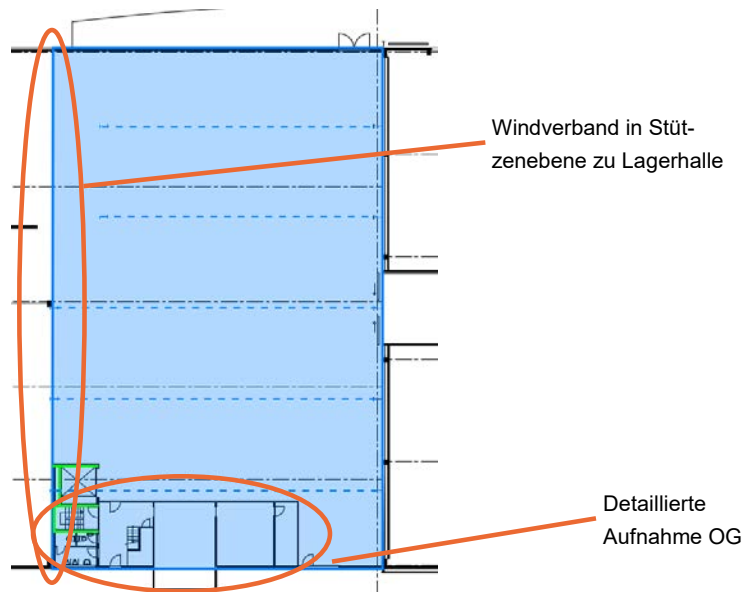 Windverband in Stüt-
zenebene zu Lagerhalle
Detaillierte
Aufnahme OG